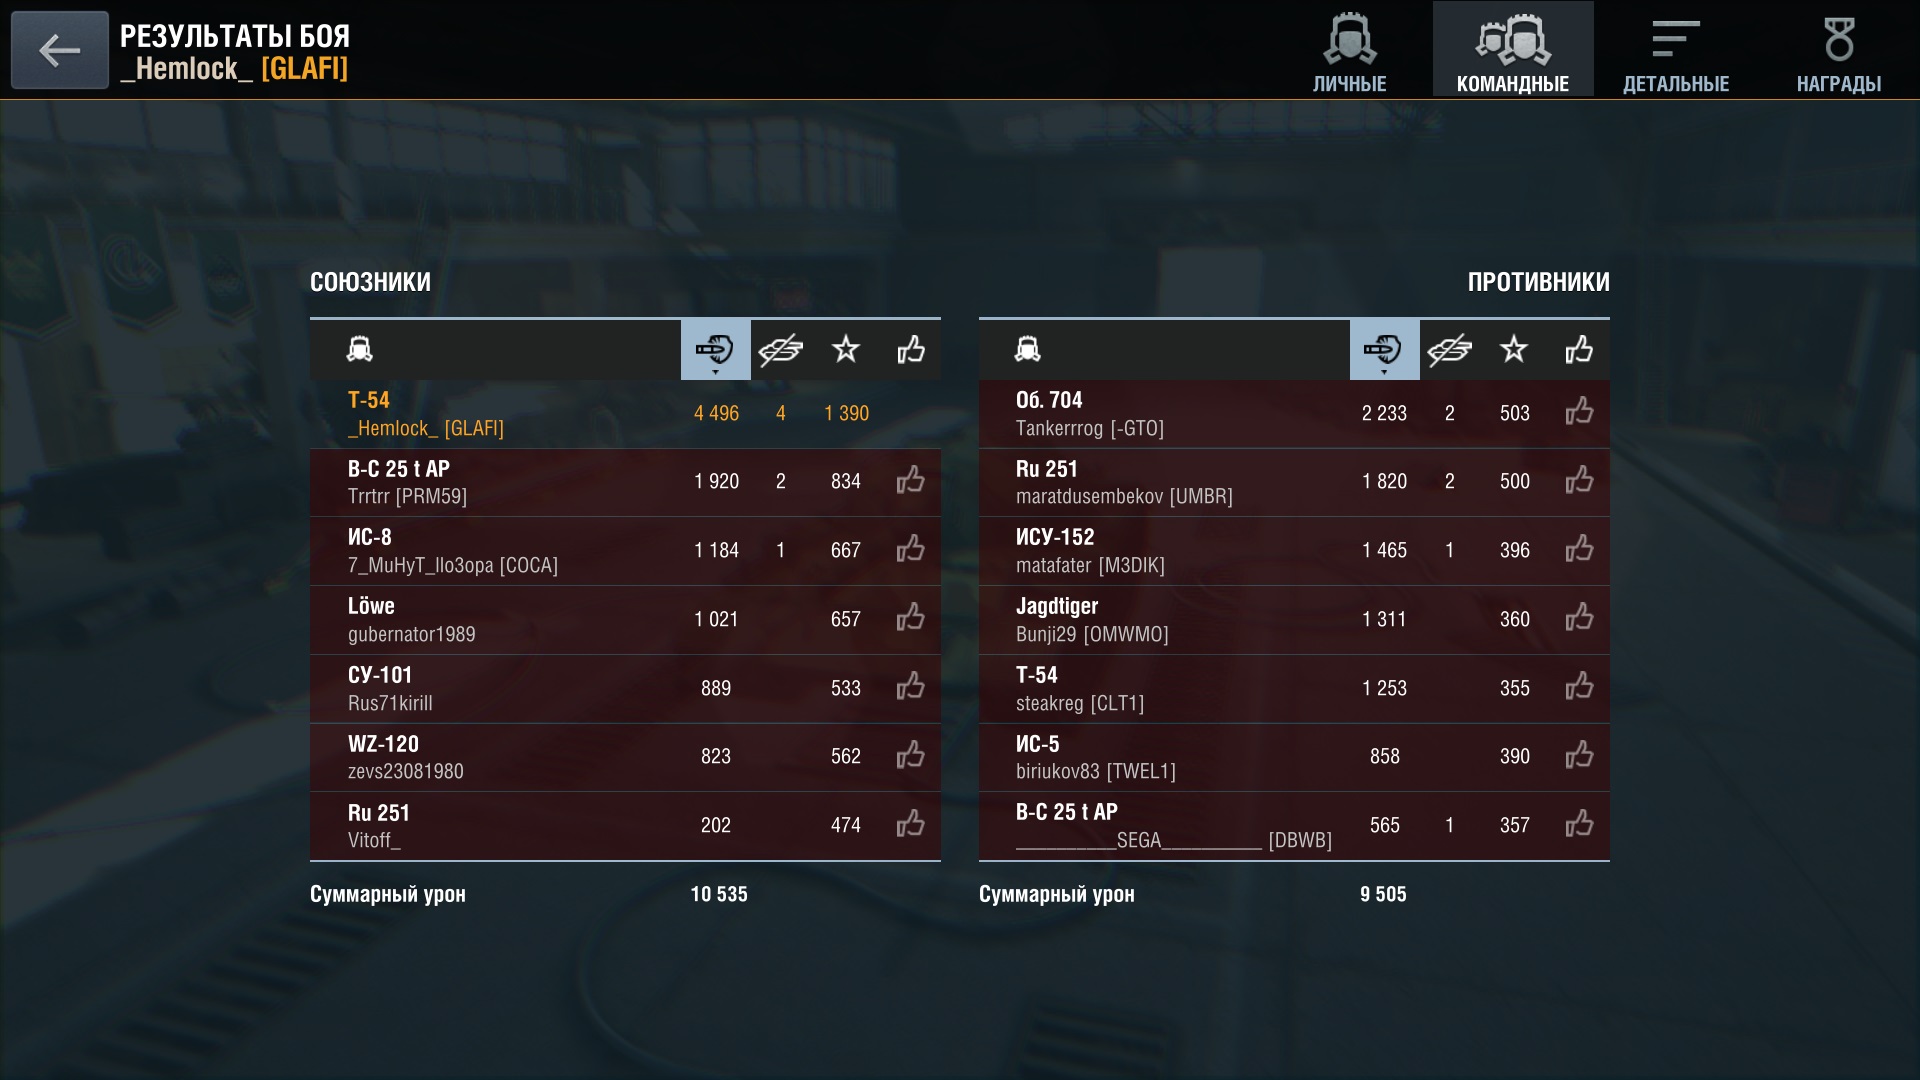 РЕЗУЛЬТАТЫ БОЯ
_Hemlock_ [GLAFI]
ЛИЧНЫЕ
КОМАНДНЫЕ
ДЕТАЛЬНЫЕ
НАГРАДЫ
СОЮЗНИКИ
Т-54 4 496 4 1 390
_Hemlock_ [GLAFI]
B-C 25 t AP 1 920 2 834
Trrtrr [PRM59]
ИС-8 1 184 1 667
7_MuHyT_llo3opa [COCA]
Löwe 1 021 657
gubernator1989
СУ-101 889 533
Rus71kirill
WZ-120 823 562
zevs23081980
Ru 251 202 474
Vitoff_
Суммарный урон 10 535
ПРОТИВНИКИ
Об. 704 2 233 2 503
Tankerrrog [-GTO]
Ru 251 1 820 2 500
maratdusembekov [UMBR]
ИСУ-152 1 465 1 396
matafater [M3DIK]
Jagdtiger 1 311 360
Bunji29 [OMWMO]
Т-54 1 253 355
steakreg [CLT1]
ИС-5 858 390
biriukov83 [TWEL1]
B-C 25 t AP 565 1 357
__________SEGA__________ [DBWB]
Суммарный урон 9 505